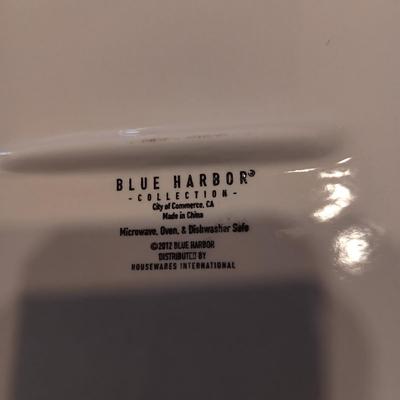 BLUE HARBOR®
-COLLECTION-
City of Commerce, CA
Made in China
Microwave, Oven, & Dishwasher Safe
©2012 BLUE HARBOR
DISTRIBUTED BY
HOUSEWARES INTERNATIONAL